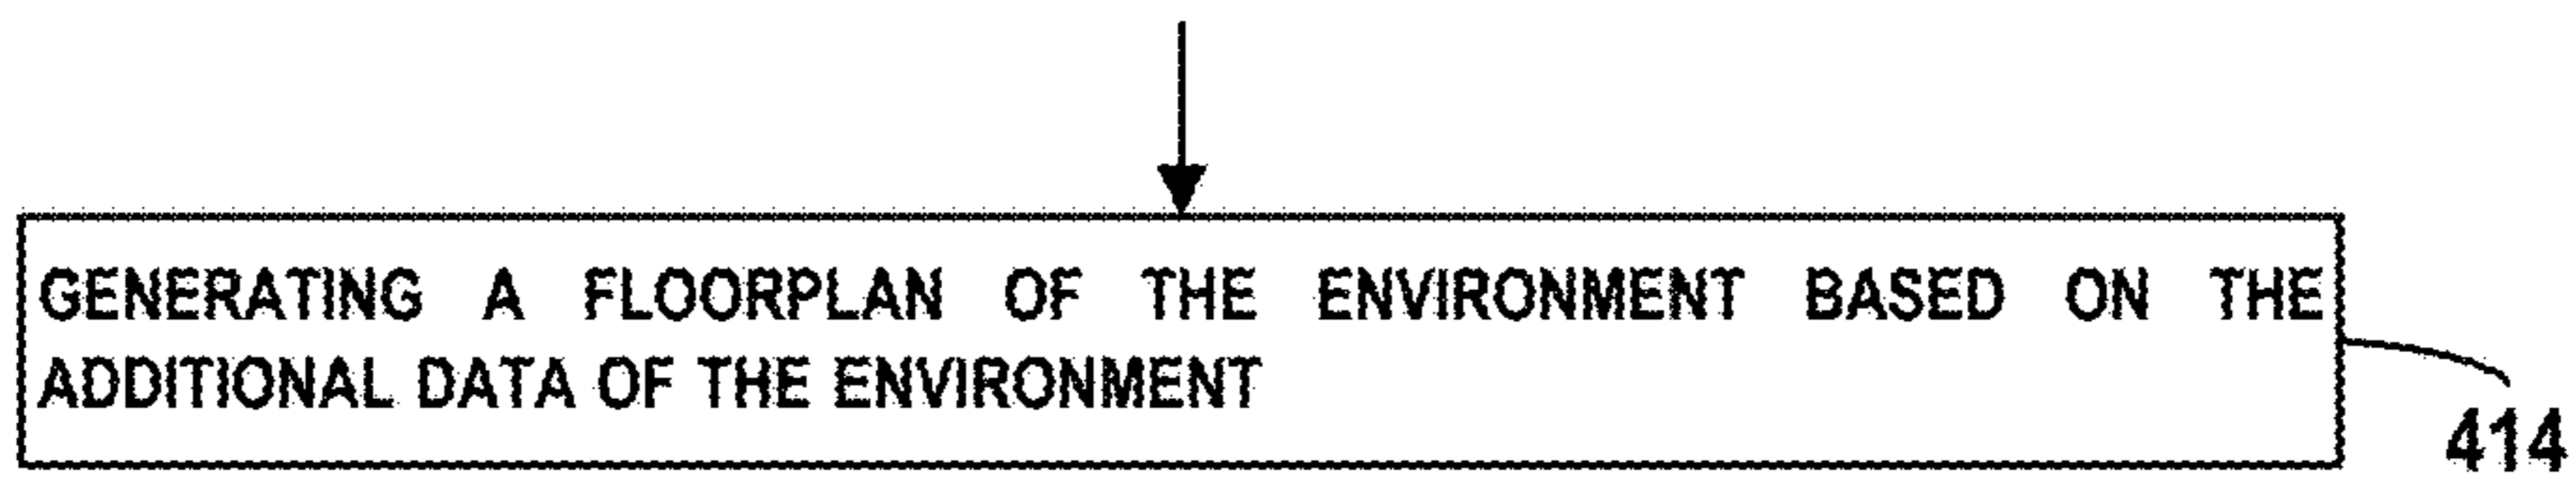 GENERATING A FLOORPLAN OF THE ENVIRONMENT BASED ON THE
ADDITIONAL DATA OF THE ENVIRONMENT
414